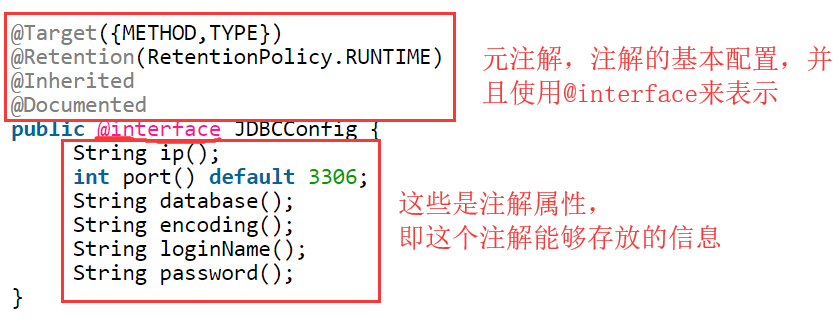 @Target({METHOD,TYPE})
@Retention(RetentionPolicy.RUNTIME)
@Inherited
@Documented
元注解，注解的基本配置，并
且使用@interface来表示
public @interface JDBCConfig {
String ip();
int port() default 3306;
String database();
String encoding();
String loginName();
String password();
}
这些是注解属性，
即这个注解能够存放的信息